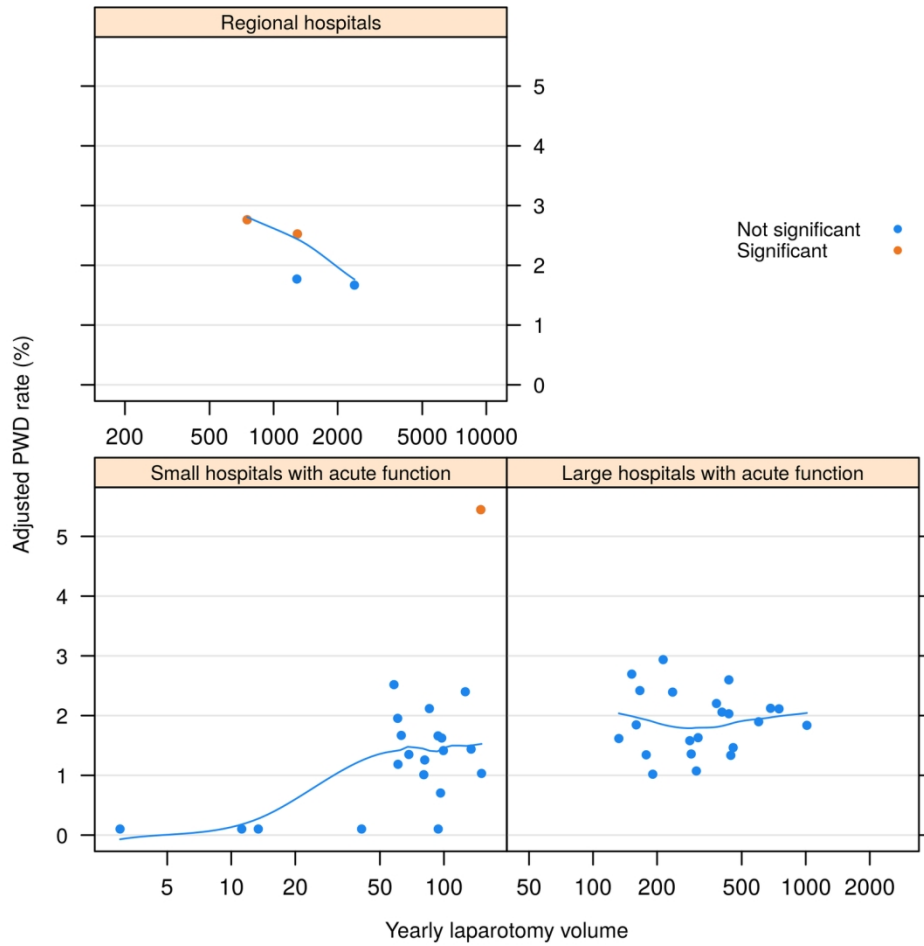 Regional hospitals
5
4
3
2
1
0
200 500 1000 2000 5000 10000
Not significant
Significant
Adjusted PWD rate (%)
Small hospitals with acute function
Large hospitals with acute function
5
4
3
2
1
0
5 10 20 50 100
50 100 200 500 1000 2000
Yearly laparotomy volume